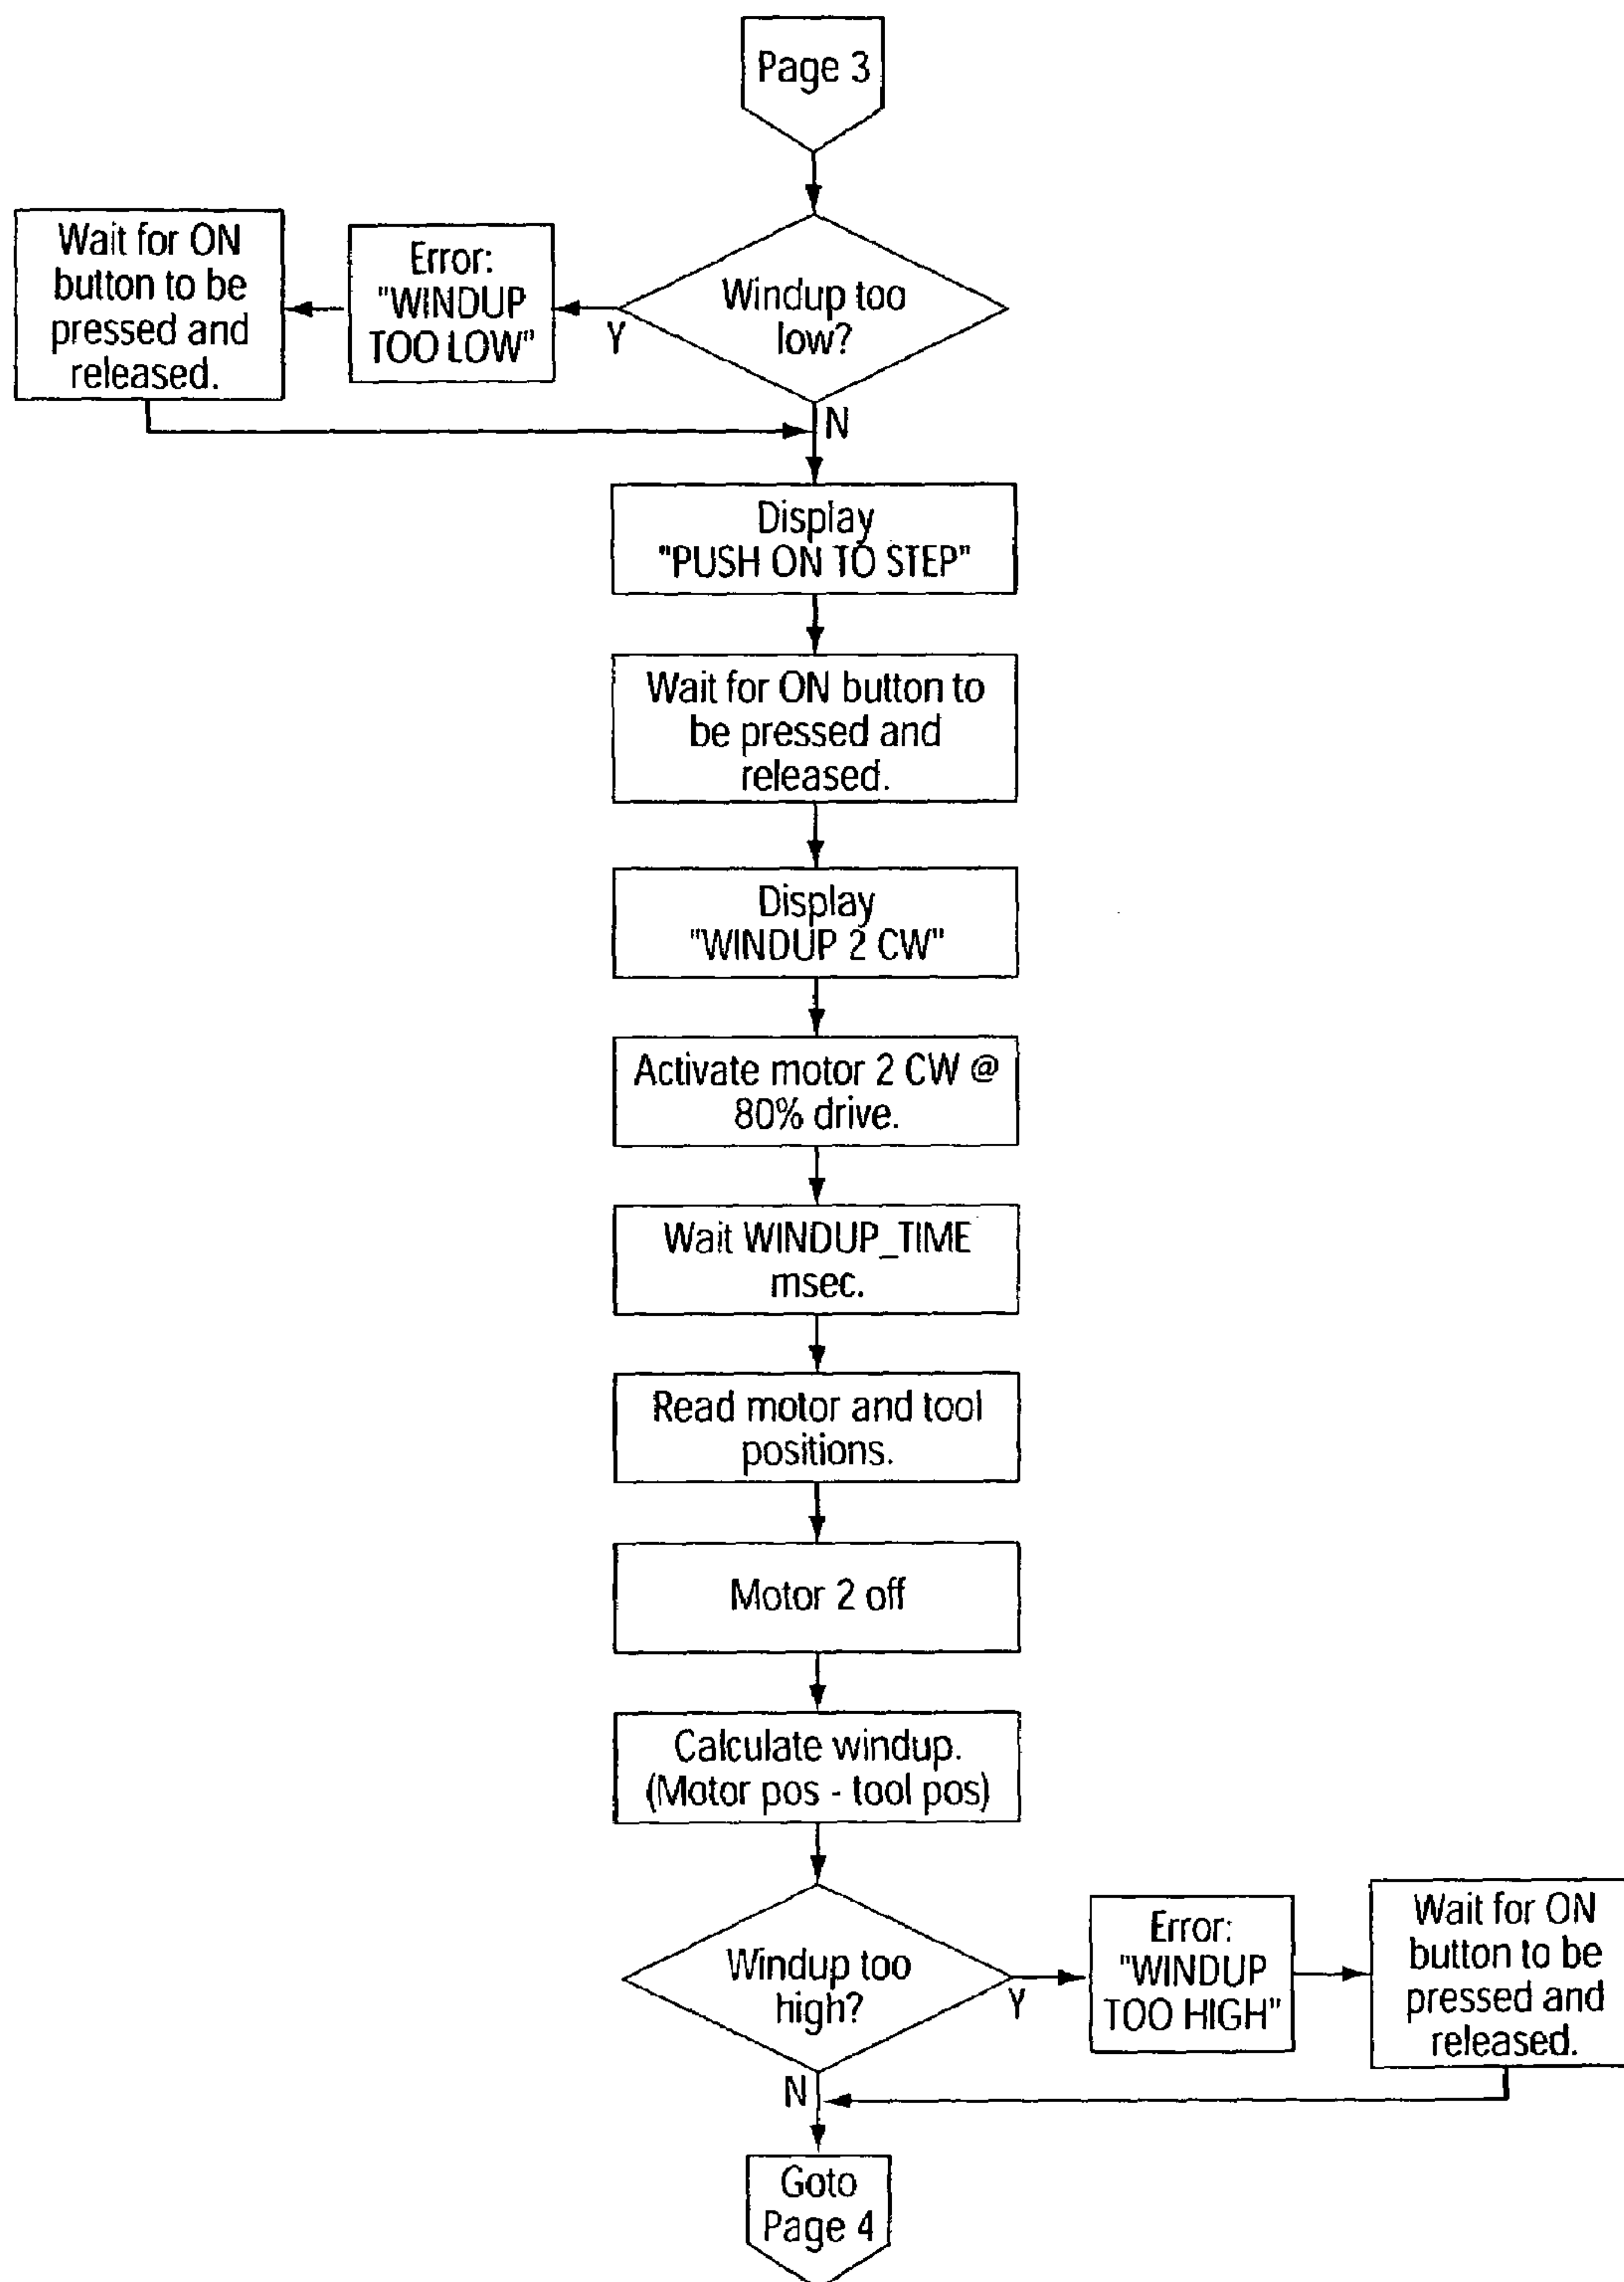 Page 3
Windup too
low?
Y
Error:
"WINDUP
TOO LOW"
Wait for ON
button to be
pressed and
released.
N
Display
"PUSH ON TO STEP"
Wait for ON button to
be pressed and
released.
Display
"WINDUP 2 CW"
Activate motor 2 CW @
80% drive.
Wait WINDUP_TIME
msec.
Read motor and tool
positions.
Motor 2 off
Calculate windup.
(Motor pos - tool pos)
Windup too
high?
Y
Error:
"WINDUP
TOO HIGH"
Wait for ON
button to be
pressed and
released.
N
Goto
Page 4